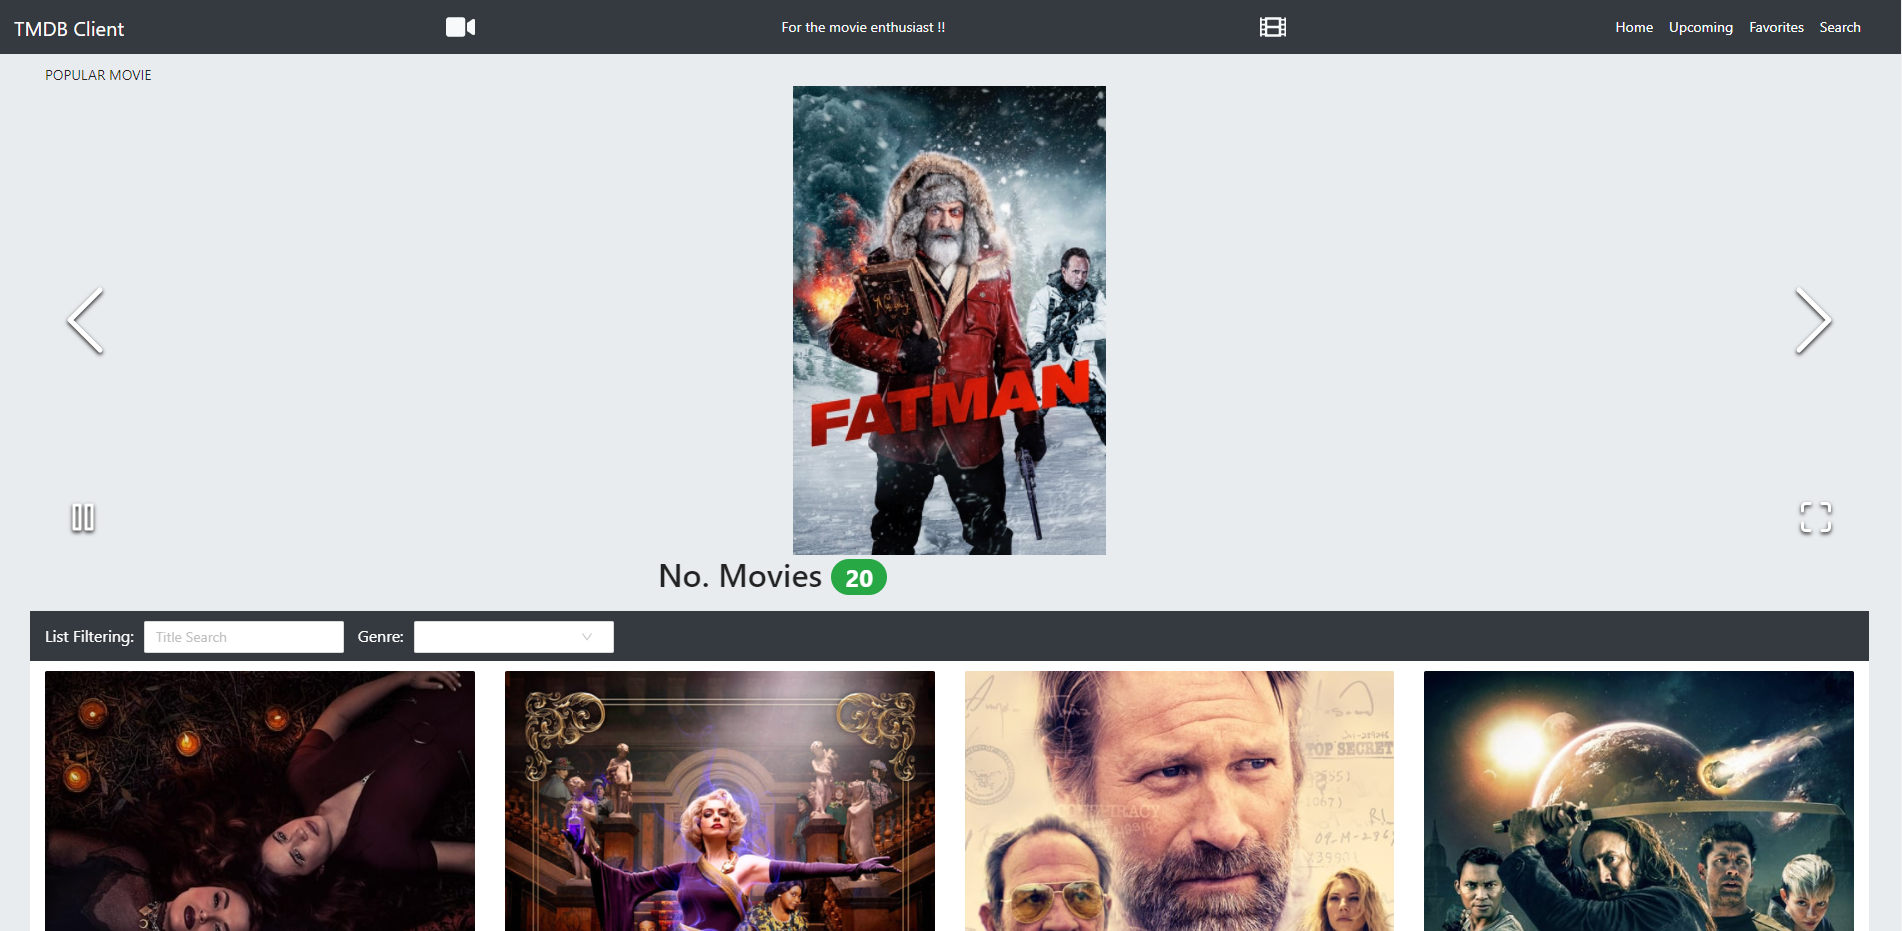 TMDB Client
For the movie enthusiast !!
Home Upcoming Favorites Search
POPULAR MOVIE
FATMAN
No. Movies 20
List Filtering: Title Search Genre:
TOP SECRET
CONSPIRACY